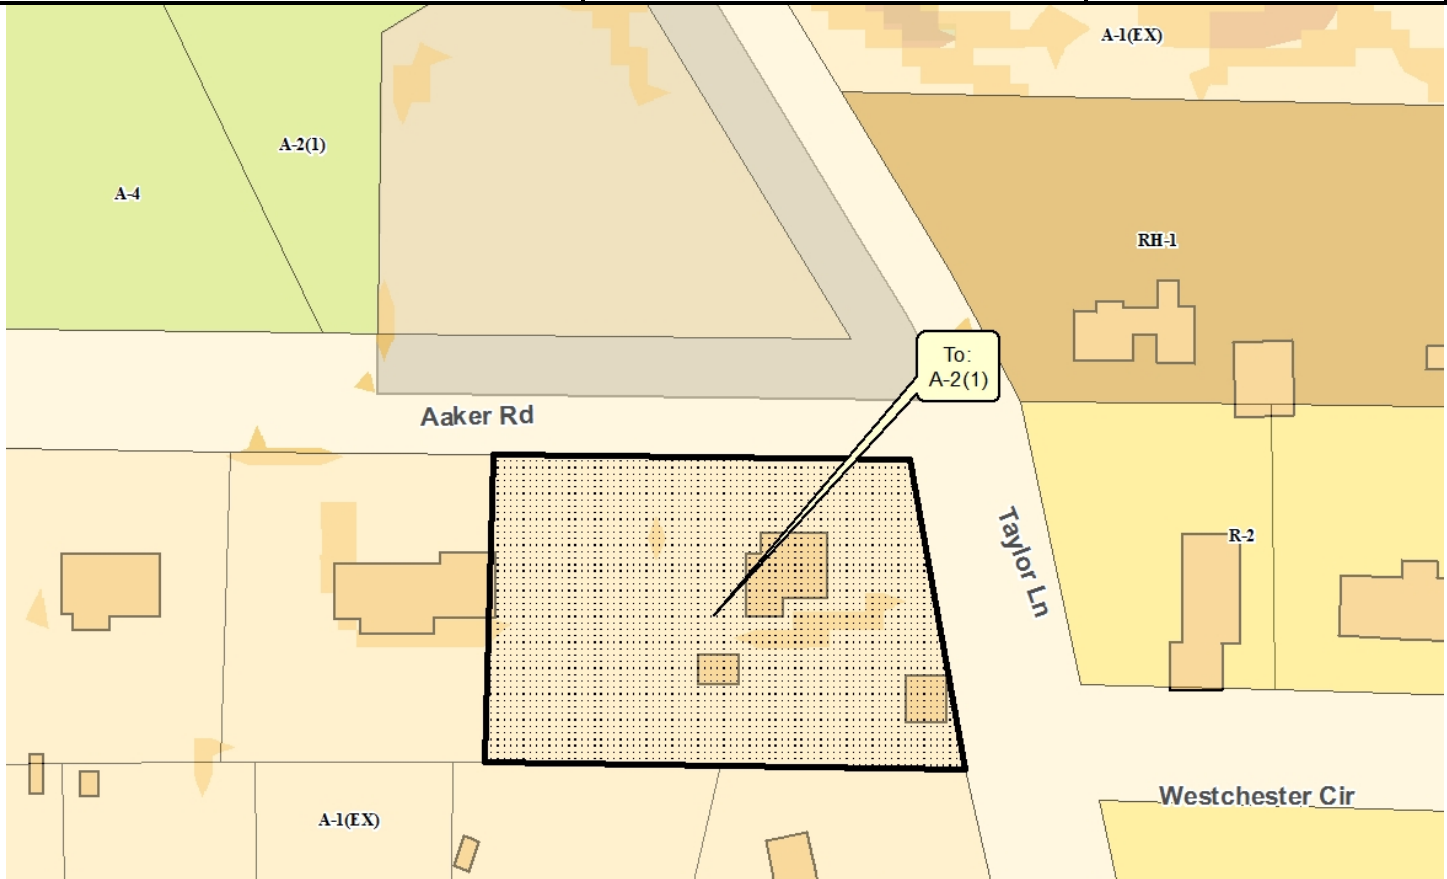 A-1(EX)
A-2(1)
A-4
RH-1
To:
A-2(1)
Aaker Rd
Taylor Ln
R-2
Westchester Cir
A-1(EX)